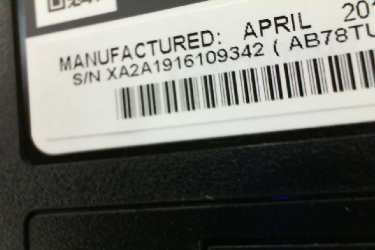 MANUFACTURED: APRIL 201
S/N XA2A1916109342 ( AB78TU